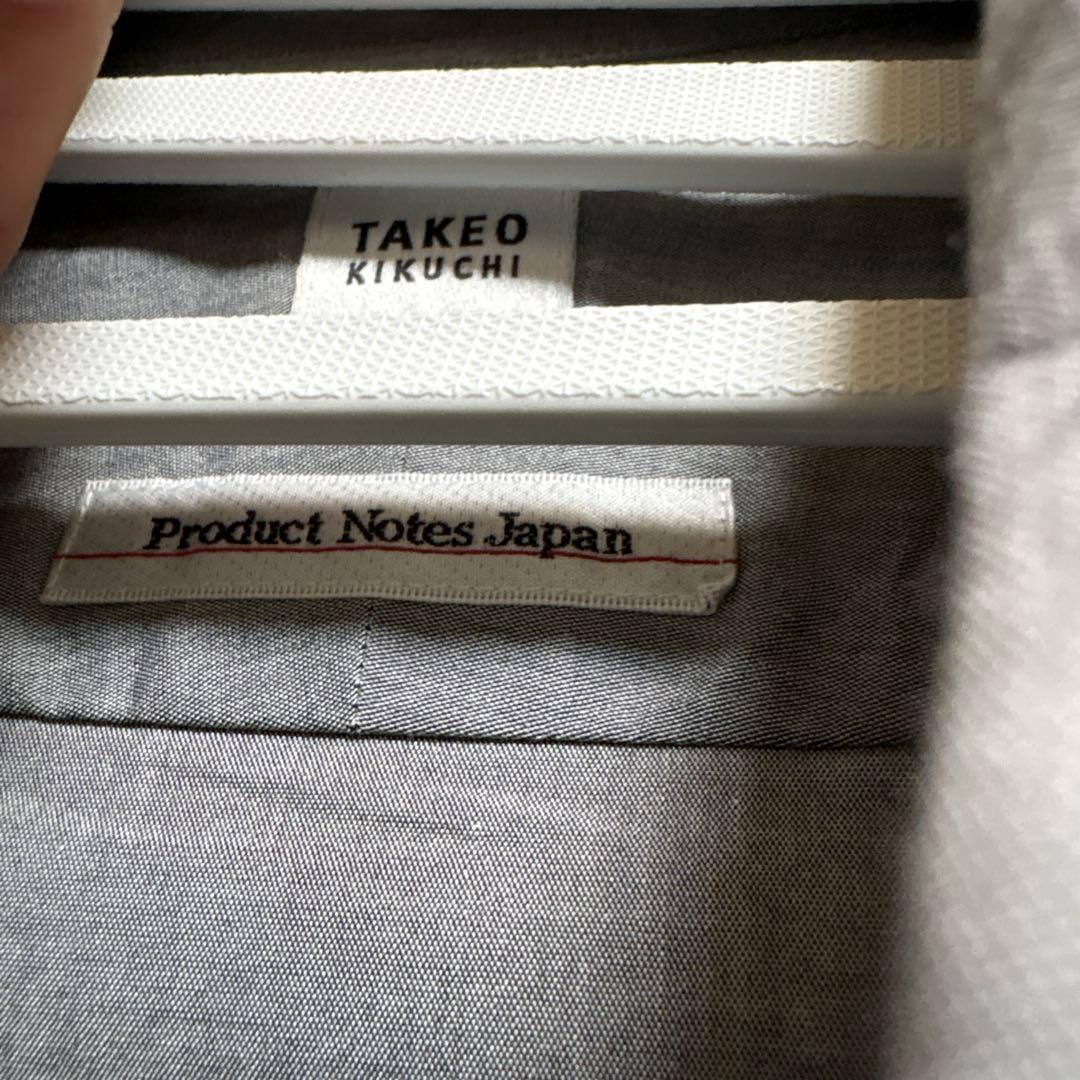 TAKEO
KIKUCHI
Product Notes Japan